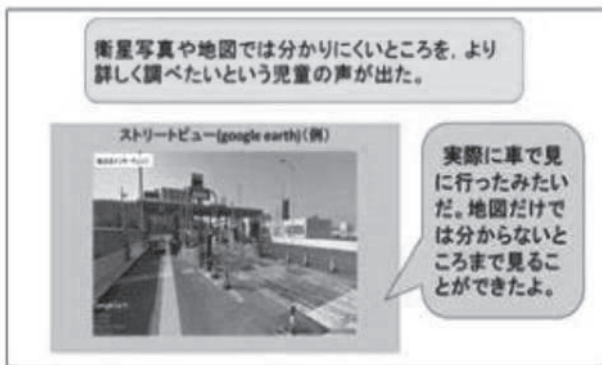 衛星写真や地図では分かりにくいところを，より
詳しく調べたいという児童の声が出た。
ストリートビュー(google earth)(例)
実際に車で見
に行ったみたい
だ。地図だけで
は分からないと
ころまで見るこ
とができたよ。